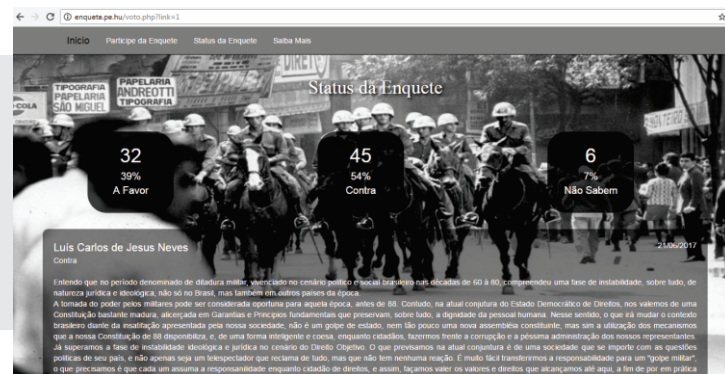 enquete.pe.hu/voto.php?link=1
Inicio Participe da Enquete Status da Enquete Saiba Mais
DIRETO
TIPOGRAFIA
PAPELARIA
SÃO MIGUEL
PAPELARIA
ANDREOTTI
TIPOGRAFIA
COLA
MONTEIRO
Status da Enquete
32
39%
A Favor
45
54%
Contra
6
7%
Não Sabem
Luís Carlos de Jesus Neves 21/06/2017
Contra
Entendo que no período denominado de ditadura militar, vivenciado no cenário político e social brasileiro nas décadas de 60 à 80, compreendeu uma fase de instabilidade, sobre tudo, de
natureza jurídica e ideológica, não só no Brasil, mas também em outros países da época.
A tomada do poder pelos militares pode ser considerada oportuna para aquela época, antes de 88. Contudo, na atual conjutura do Estado Democrático de Direitos, nos valemos de uma
Constituição bastante madura, alicerçada em Garantias e Princípios fundamentais que preservam, sobre tudo, a dignidade da pessoal humana. Nesse sentido, o que irá mudar o contexto
brasileiro diante da insatifação apresentada pela nossa sociedade, não é um golpe de estado, nem tão pouco uma nova assembléia constituinte, mas sim a utilização dos mecanismos
que a nossa Constituição de 88 disponibiliza, e, de uma forma inteligente e coesa, enquanto cidadãos, fazermos frente a corrupção e a péssima administração dos nossos representantes.
Já superamos a fase de instabilidade ideológica e jurídica no cenário do Direito Objetivo. O que previsamos na atual conjuntura é de uma sociedade que se importe com as questões
políticas de seu país, e não apenas seja um telespectador que reclama de tudo, mas que não tem nenhuma reação. É muito fácil transferirmos a responsabilidade para um "golpe militar",
o que precisamos é que cada um assuma a responsanilidade enquanto cidadão de direitos, e assim, façamos valer os valores e direitos que alcançamos até aqui, a fim de por em prática